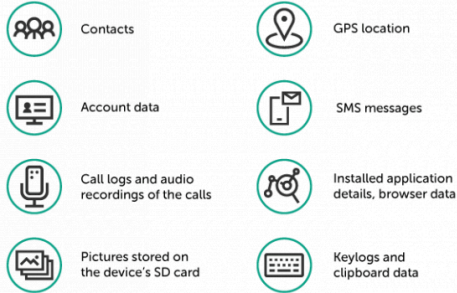 Contacts
GPS location
Account data
SMS messages
Call logs and audio
recordings of the calls
Installed application
details, browser data
Pictures stored on
the device's SD card
Keylogs and
clipboard data